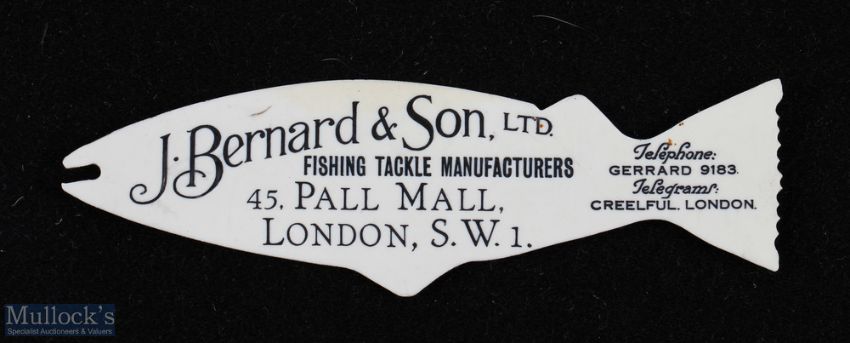 J. Bernard & Son, LTD.
FISHING TACKLE MANUFACTURERS
45, PALL MALL,
LONDON, S.W.1.
Telephone:
GERRARD 9183.
Telegrams:
CREELFUL. LONDON.
Mullock's
Specialist Auctioneers & Valuers